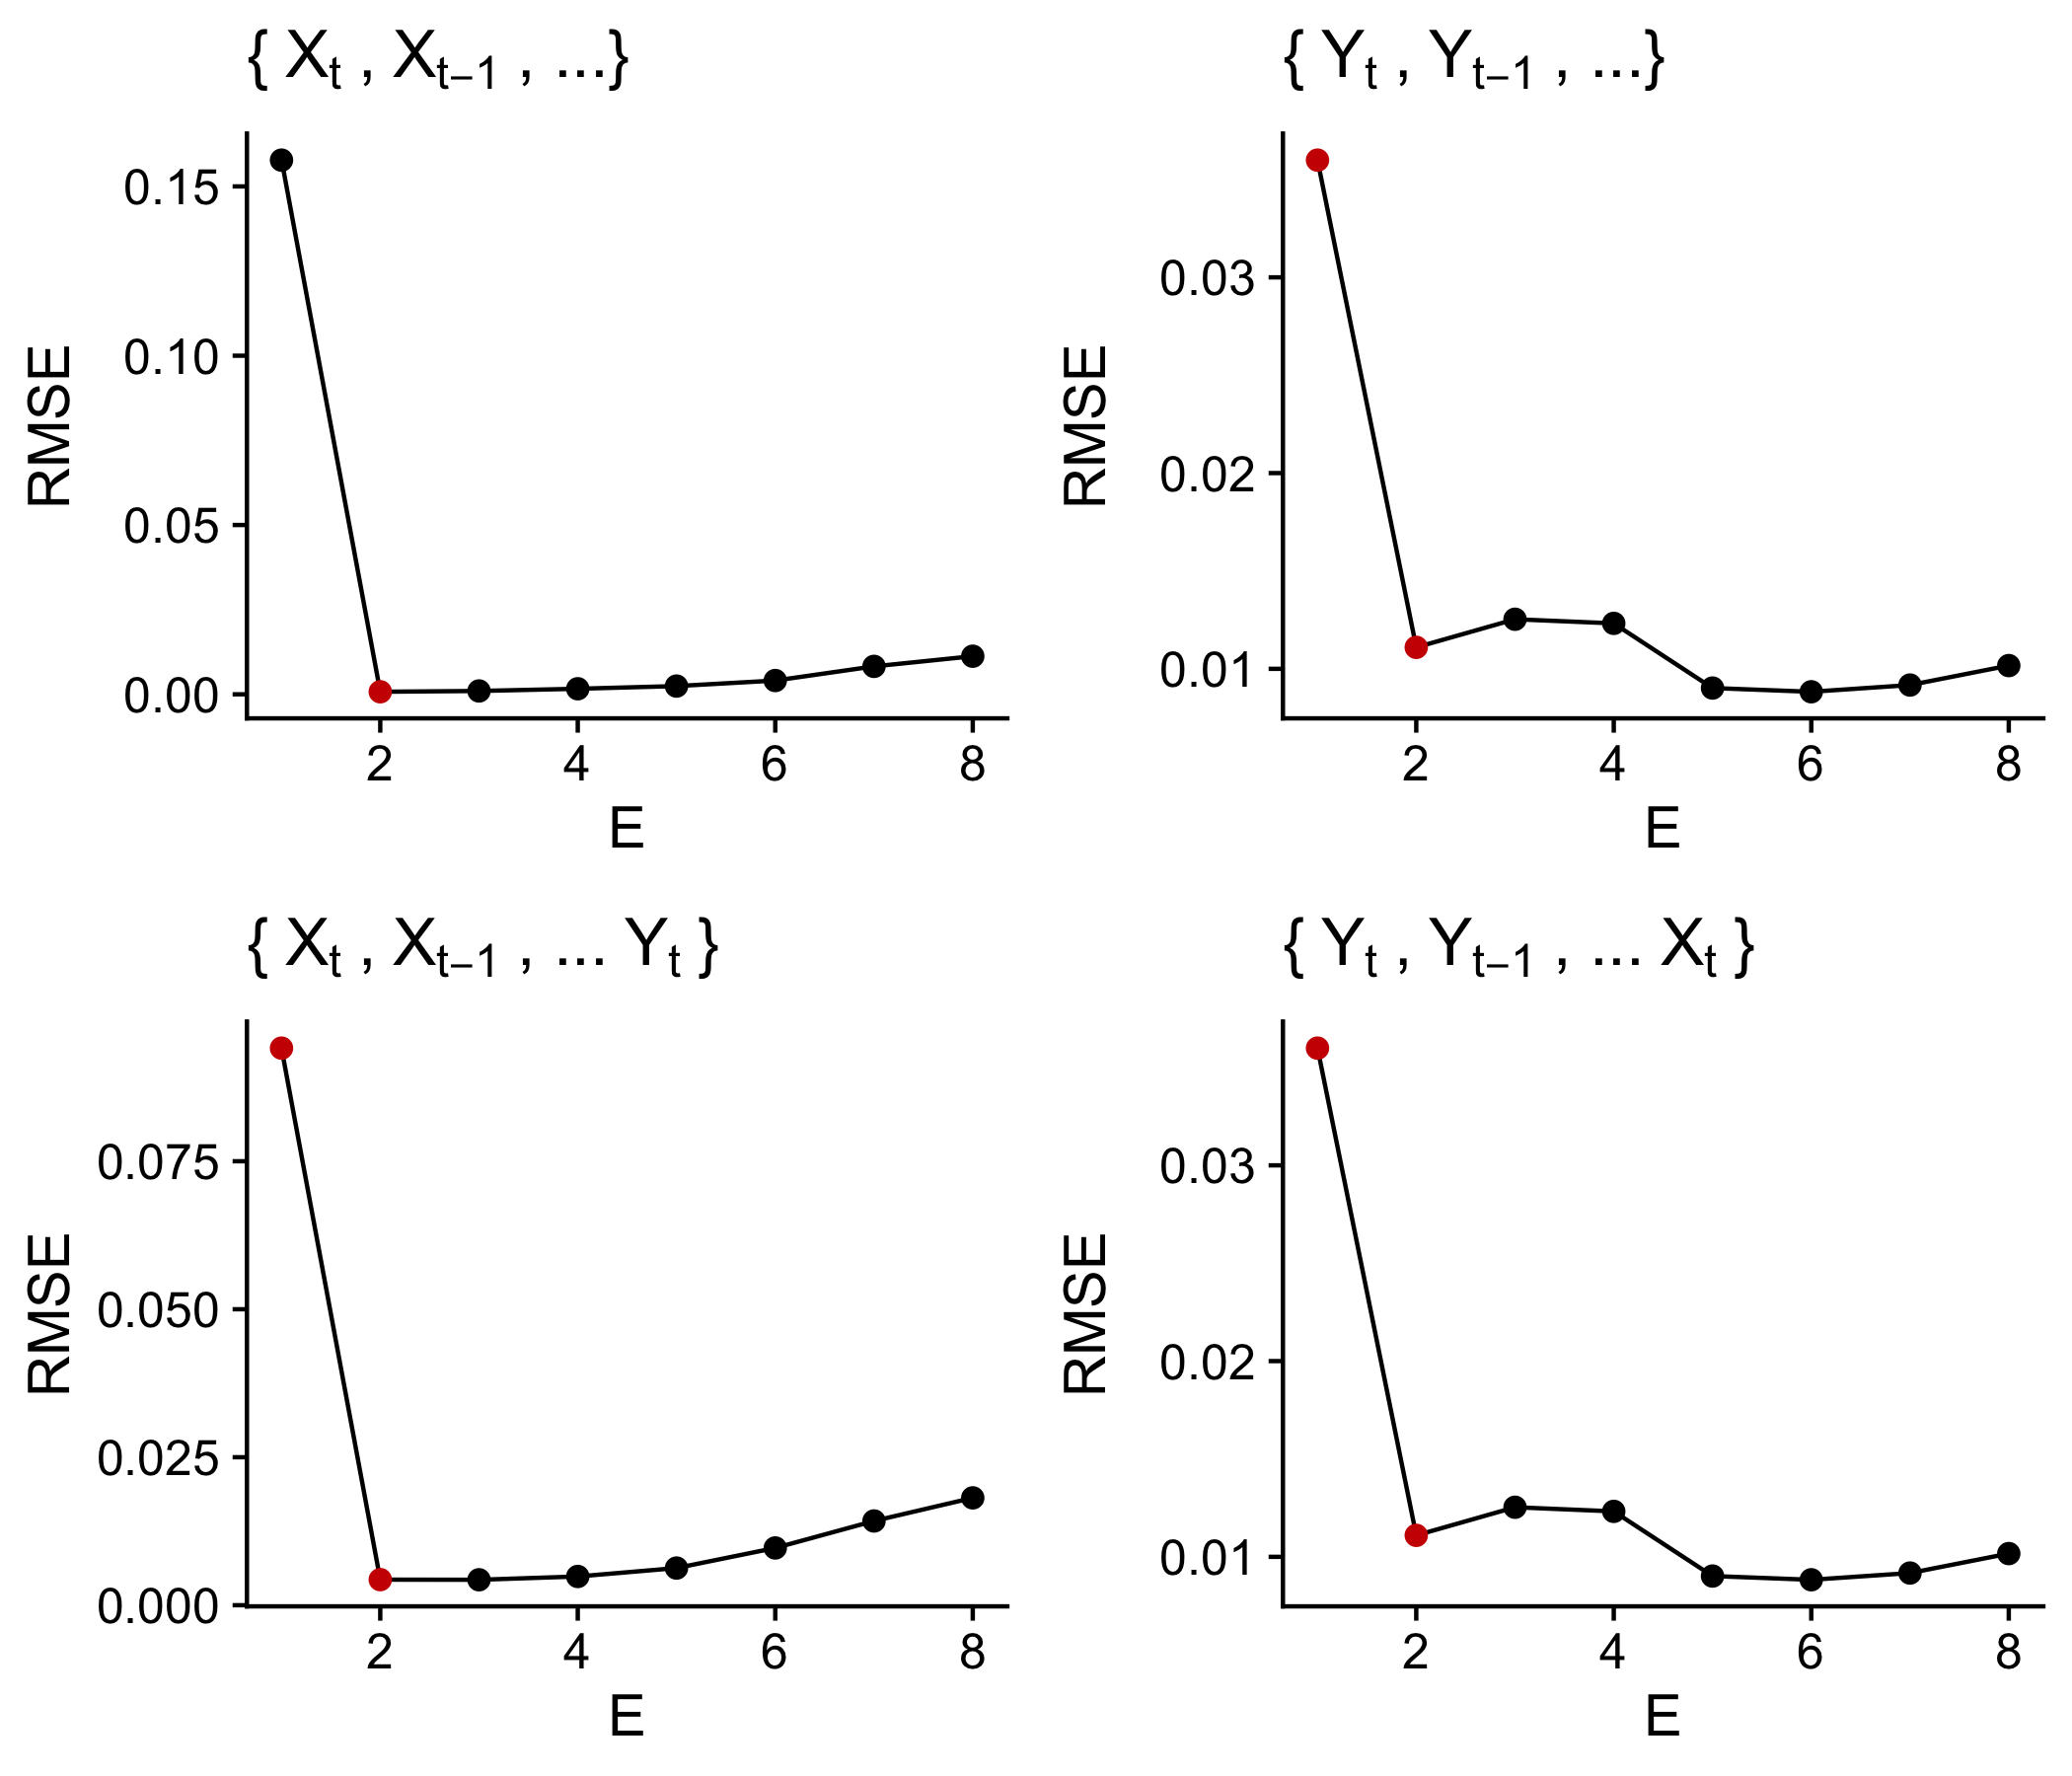 { Xt , Xt−1 , ...}
0.15
0.10
0.05
0.00
RMSE
2 4 6 8
E
{ Yt , Yt−1 , ...}
0.03
0.02
0.01
RMSE
2 4 6 8
E
{ Xt , Xt−1 , ... Yt }
0.075
0.050
0.025
0.000
RMSE
2 4 6 8
E
{ Yt , Yt−1 , ... Xt }
0.03
0.02
0.01
RMSE
2 4 6 8
E